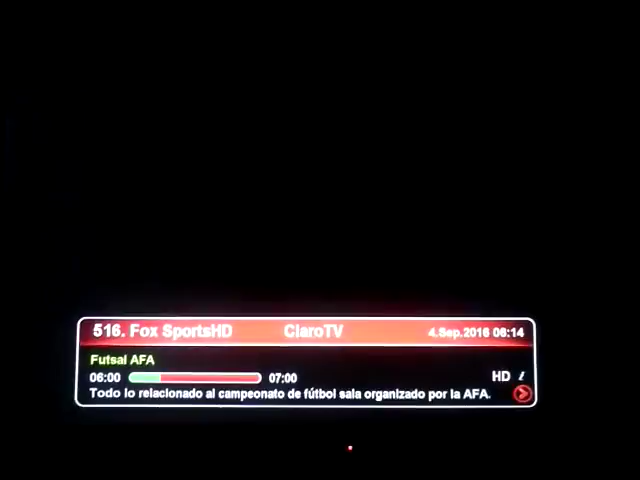 516. Fox SportsHD ClaroTV 4.Sep.2016 06:14
Futsal AFA
06:00 07:00 HD i
Todo lo relacionado al campeonato de fútbol sala organizado por la AFA.